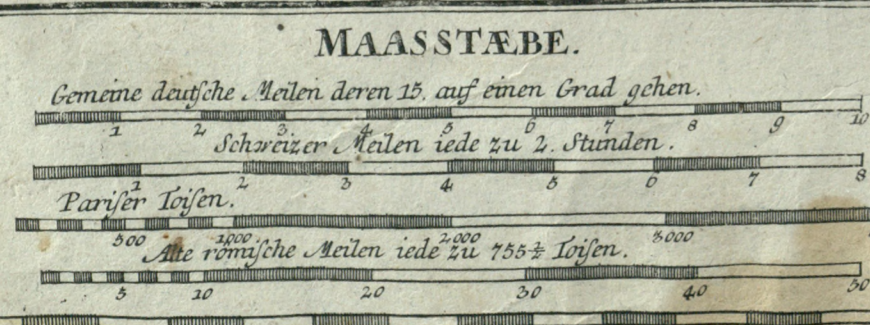 MAASSTÆBE.
Gemeine deutſche Meilen deren 15. auf einen Grad gehen.
1 2 3 4 5 6 7 8 9 10
Schweizer Meilen iede zu 2. Stunden.
1 2 3 4 5 6 7 8
Pariſer Toiſen.
500 1000 2000 3000
Alte römiſche Meilen iede zu 755½ Toiſen.
5 10 20 30 40 50